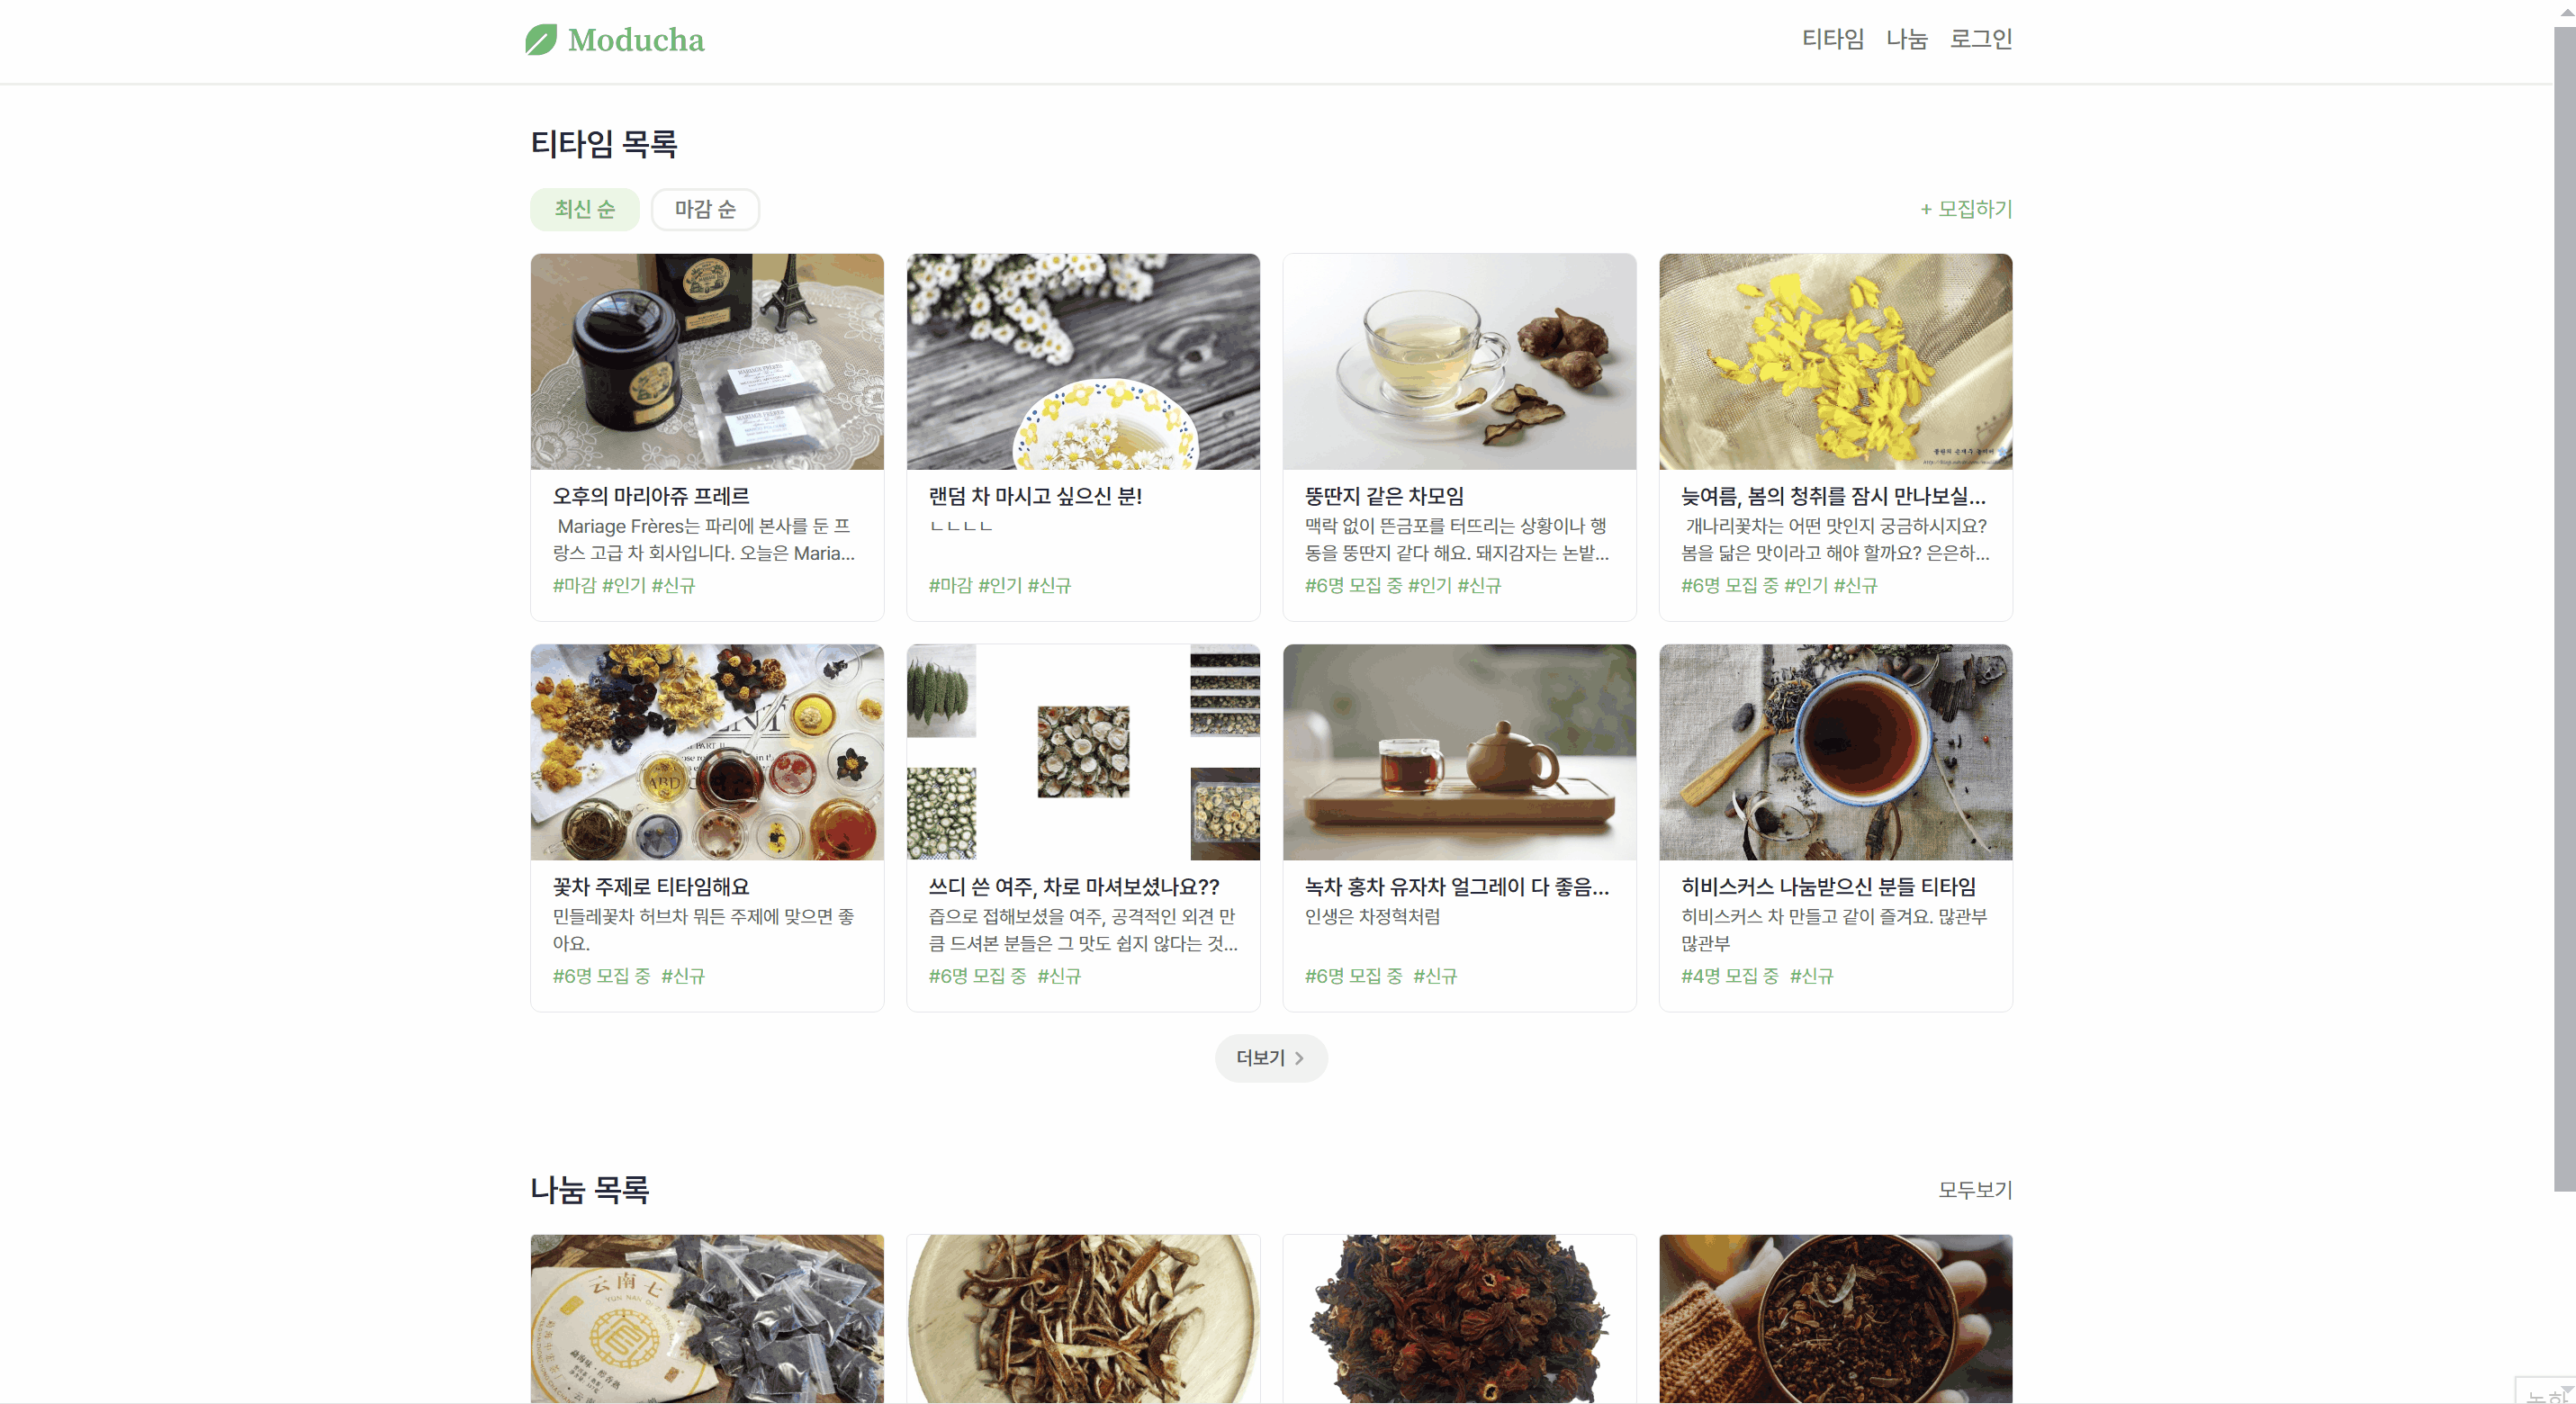 Moducha
티타임 나눔 로그인
티타임 목록
최신 순 마감 순
+ 모집하기
오후의 마리아쥬 프레르
Mariage Frères는 파리에 본사를 둔 프
랑스 고급 차 회사입니다. 오늘은 Maria...
#마감 #인기 #신규
랜덤 차 마시고 싶으신 분!
ㄴㄴㄴㄴ
#마감 #인기 #신규
뚱딴지 같은 차모임
맥락 없이 뜬금포를 터뜨리는 상황이나 행
동을 뚱딴지 같다 해요. 돼지감자는 논밭...
#6명 모집 중 #인기 #신규
늦여름, 봄의 청취를 잠시 만나보실...
개나리꽃차는 어떤 맛인지 궁금하시지요?
봄을 닮은 맛이라고 해야 할까요? 은은하...
#6명 모집 중 #인기 #신규
꽃차 주제로 티타임해요
민들레꽃차 허브차 뭐든 주제에 맞으면 좋
아요.
#6명 모집 중 #신규
쓰디 쓴 여주, 차로 마셔보셨나요??
즙으로 접해보셨을 여주, 공격적인 외견 만
큼 드셔본 분들은 그 맛도 쉽지 않다는 것...
#6명 모집 중 #신규
녹차 홍차 유자차 얼그레이 다 좋음...
인생은 차정혁처럼
#6명 모집 중 #신규
히비스커스 나눔받으신 분들 티타임
히비스커스 차 만들고 같이 즐겨요. 많관부
많관부
#4명 모집 중 #신규
더보기
나눔 목록
모두보기
云南七